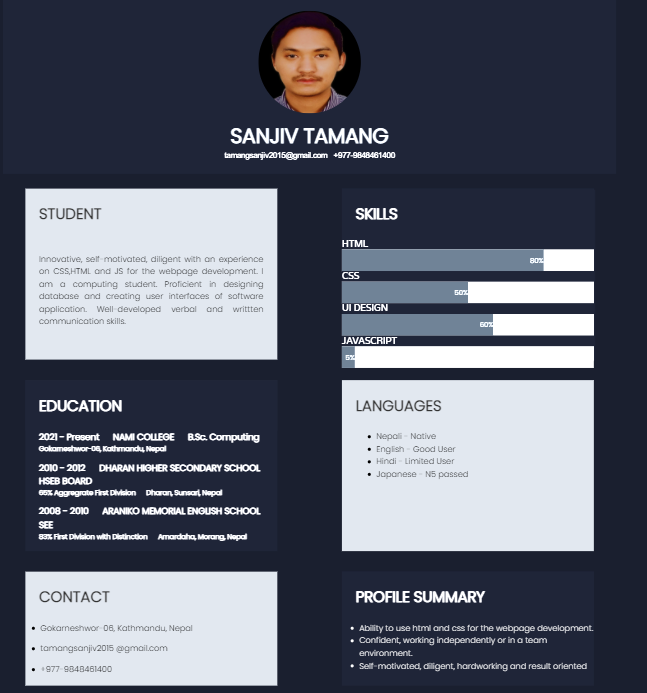 SANJIV TAMANG
tamangsanjiv2015@gmail.com +977-9848461400
STUDENT
Innovative, self-motivated, diligent with an experience
on CSS,HTML and JS for the webpage development. I
am a computing student. Proficient in designing
database and creating user interfaces of software
application. Well-developed verbal and writtten
communication skills.
SKILLS
HTML
80%
CSS
50%
UI DESIGN
60%
JAVASCRIPT
5%
EDUCATION
2021 - Present NAMI COLLEGE B.Sc. Computing
Gokarneshwor-06, Kathmandu, Nepal
2010 - 2012 DHARAN HIGHER SECONDARY SCHOOL
HSEB BOARD
65% Aggregrate First Division Dharan, Sunsari, Nepal
2008 - 2010 ARANIKO MEMORIAL ENGLISH SCHOOL
SEE
83% First Division with Distinction Amardaha, Morang, Nepal
LANGUAGES
Nepali - Native
English - Good User
Hindi - Limited User
Japanese - N5 passed
CONTACT
Gokarneshwor-06, Kathmandu, Nepal
tamangsanjiv2015 @gmail.com
+977-9848461400
PROFILE SUMMARY
Ability to use html and css for the webpage development.
Confident, working independently or in a team
environment.
Self-motivated, diligent, hardworking and result oriented